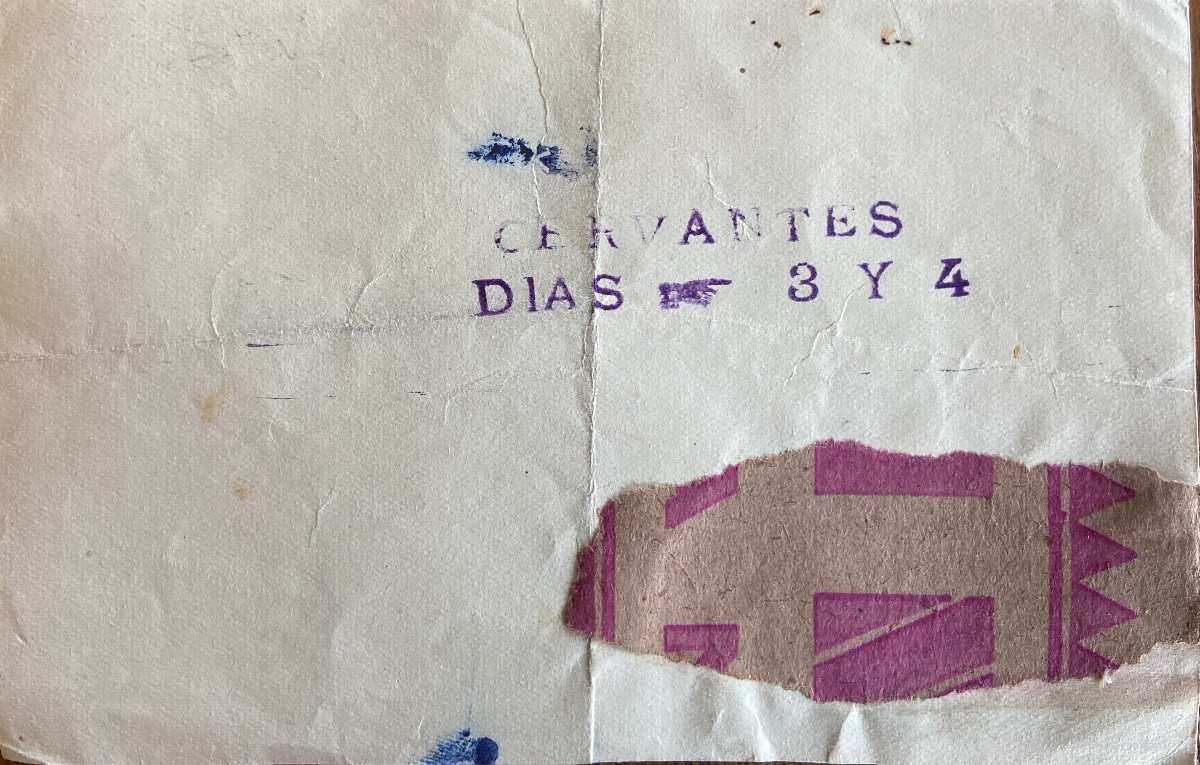 CERVANTES
DIAS ☛ 3 Y 4